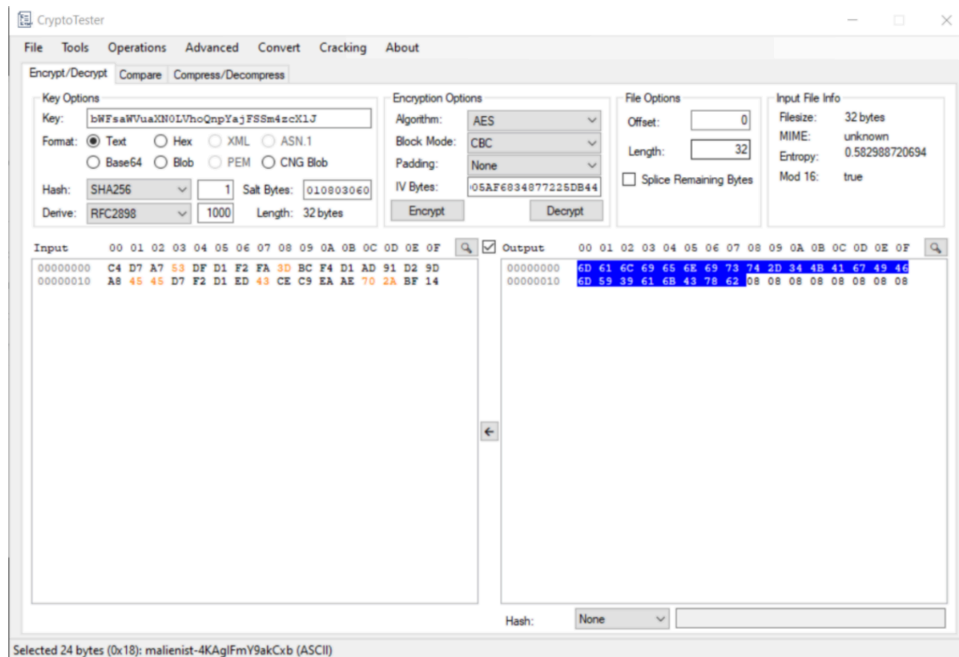 CryptoTester
File Tools Operations Advanced Convert Cracking About
Encrypt/Decrypt Compare Compress/Decompress
Key Options
Key: bWFsaWVuaXN0LVhoQnpYajFSSm4zcX1J
Format: Text Hex XML ASN.1
Base64 Blob PEM CNG Blob
Hash: SHA256 1 Salt Bytes: 010803060
Derive: RFC2898 1000 Length: 32 bytes
Encryption Options
Algorithm: AES
Block Mode: CBC
Padding: None
IV Bytes: 05AF6834877225DB44
Encrypt Decrypt
File Options
Offset: 0
Length: 32
Splice Remaining Bytes
Input File Info
Filesize: 32 bytes
MIME: unknown
Entropy: 0.582988720694
Mod 16: true
Input 00 01 02 03 04 05 06 07 08 09 0A 0B 0C 0D 0E 0F
00000000 C4 D7 A7 53 DF D1 F2 FA 3D BC F4 D1 AD 91 D2 9D
00000010 A8 45 45 D7 F2 D1 ED 43 CE C9 EA AE 70 2A BF 14
Output 00 01 02 03 04 05 06 07 08 09 0A 0B 0C 0D 0E 0F
00000000 6D 61 6C 69 65 6E 69 73 74 2D 34 4B 41 67 49 46
00000010 6D 59 39 61 6B 43 78 62 08 08 08 08 08 08 08 08
Hash: None
Selected 24 bytes (0x18): malienist-4KAgIFmY9akCxb (ASCII)